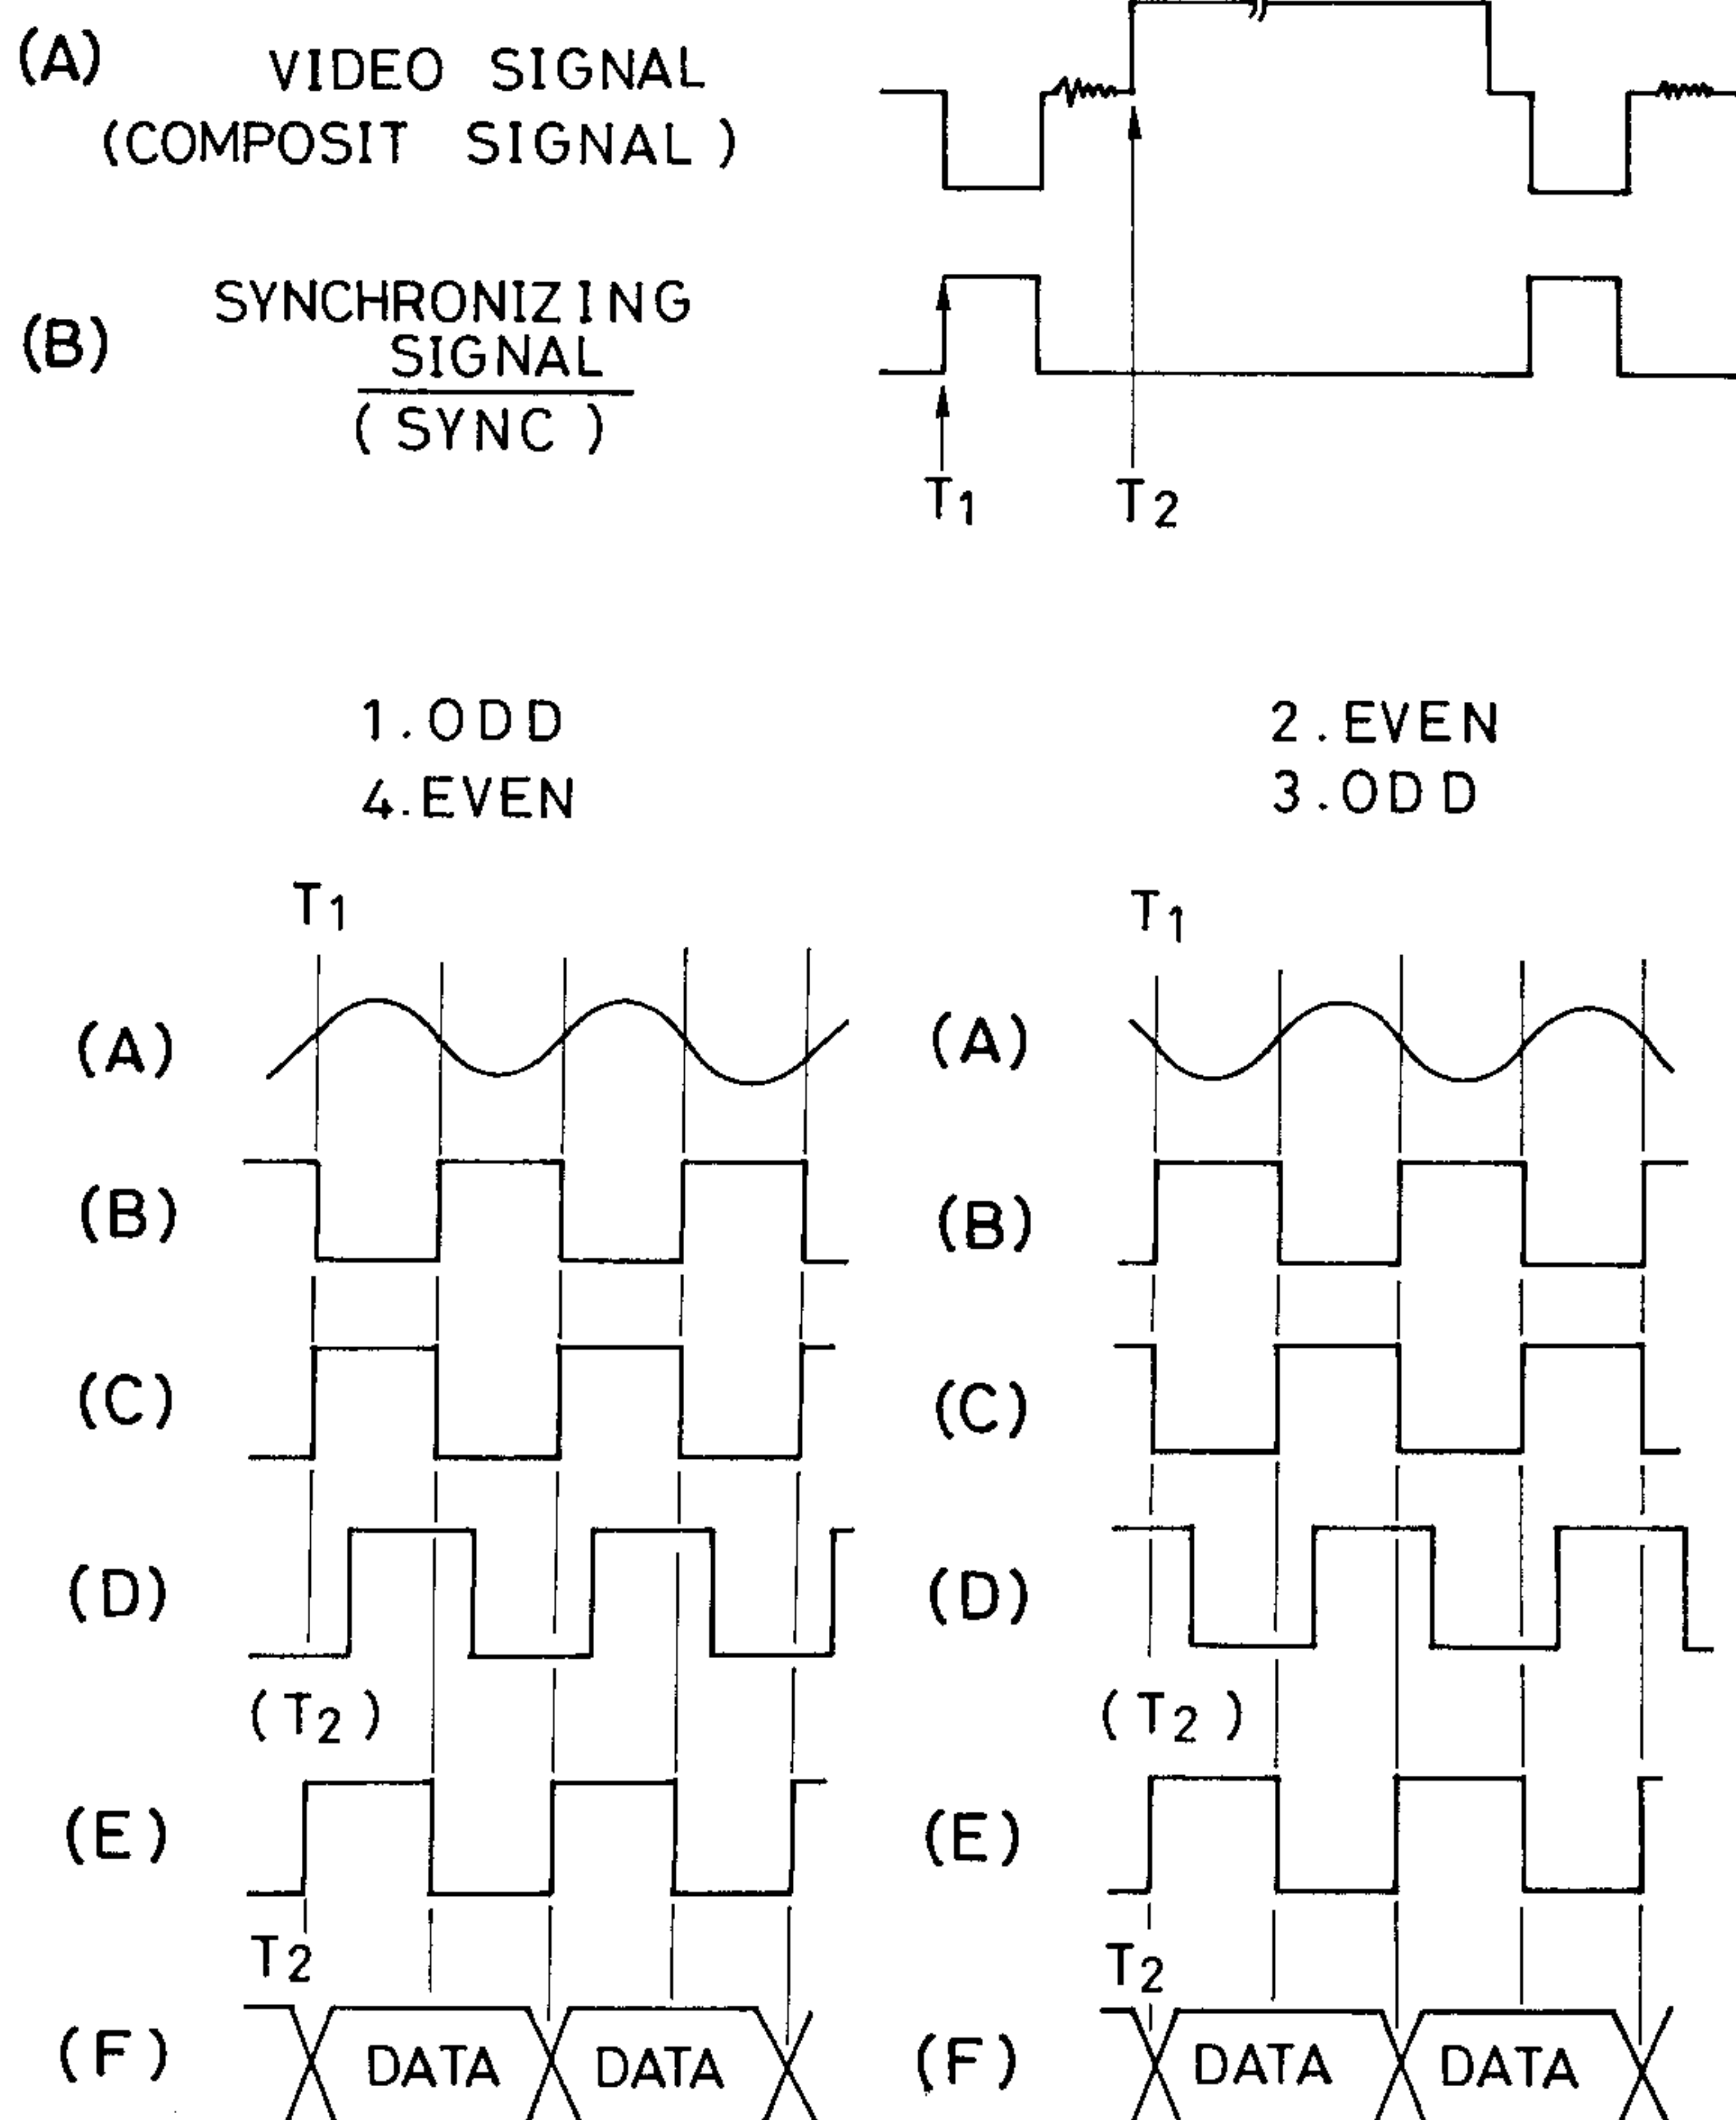 (A) VIDEO SIGNAL
(COMPOSIT SIGNAL)
(B) SYNCHRONIZING
SIGNAL
(SYNC)
T1 T2
1.ODD
4.EVEN
2.EVEN
3.ODD
T1
(A)
(B)
(C)
(D)
(T2)
(E)
T2
(F) DATA DATA
T1
(A)
(B)
(C)
(D)
(T2)
(E)
T2
(F) DATA DATA